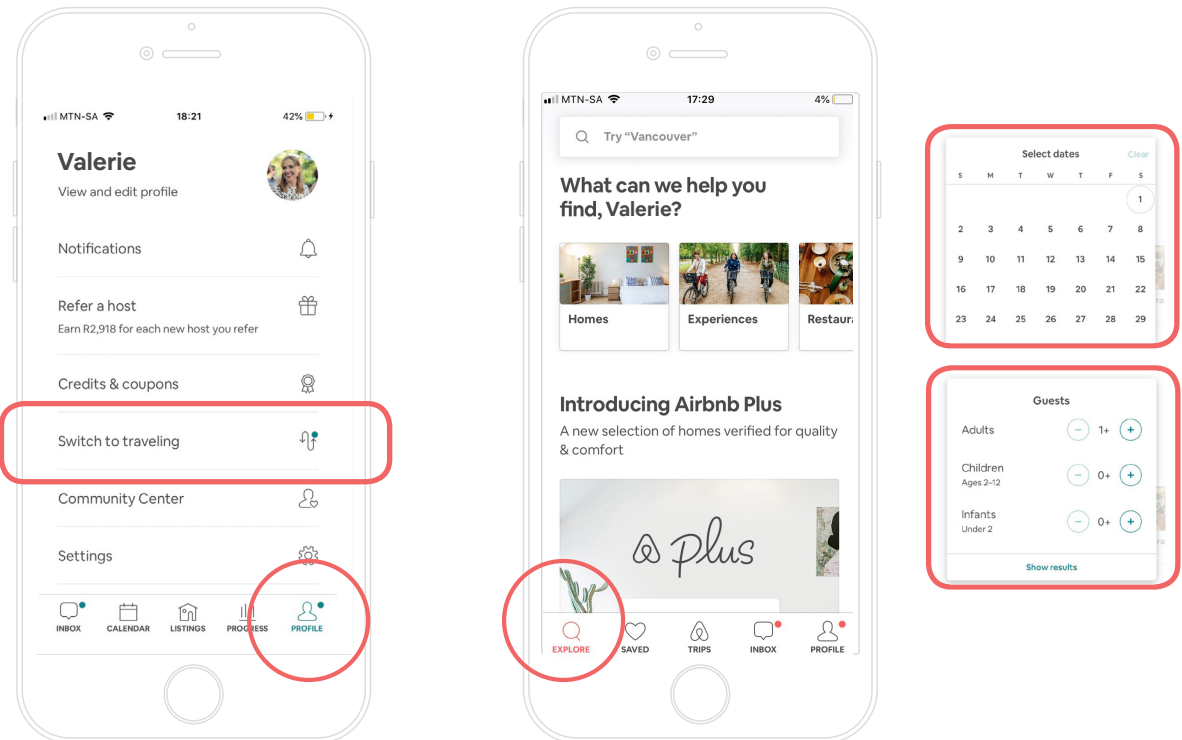 MTN-SA 18:21 42%
Valerie
View and edit profile
Notifications
Refer a host
Earn R2,918 for each new host you refer
Credits & coupons
Switch to traveling
Community Center
Settings
INBOX CALENDAR LISTINGS PROGRESS PROFILE
MTN-SA 17:29 4%
Try “Vancouver”
What can we help you
find, Valerie?
Homes Experiences Restaura
Introducing Airbnb Plus
A new selection of homes verified for quality
& comfort
Plus
EXPLORE SAVED TRIPS INBOX PROFILE
Select dates Clear
S M T W T F S
1
2 3 4 5 6 7 8
9 10 11 12 13 14 15
16 17 18 19 20 21 22
23 24 25 26 27 28 29
Guests
Adults - 1+ +
Children
Ages 2–12 - 0+ +
Infants
Under 2 - 0+ +
Show results